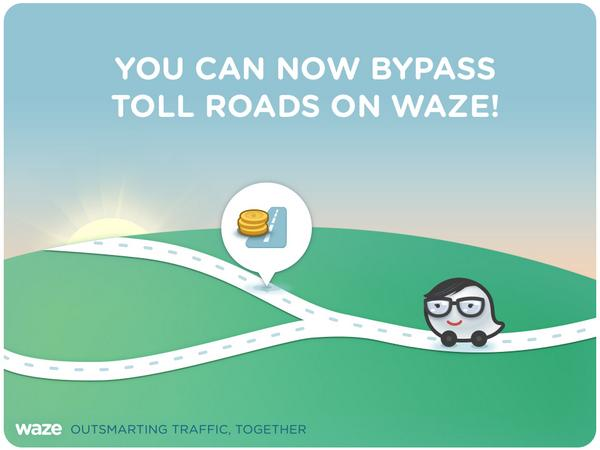 YOU CAN NOW BYPASS
TOLL ROADS ON WAZE!
waze OUTSMARTING TRAFFIC, TOGETHER